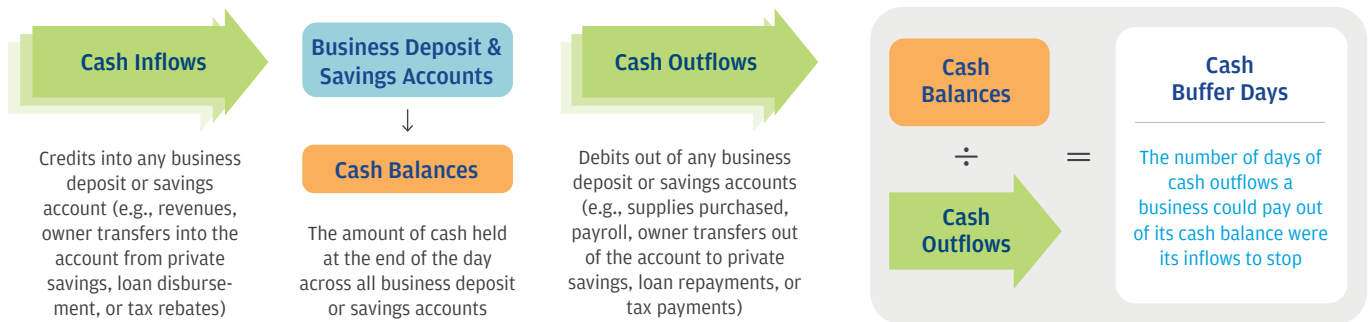 Cash Inflows
Credits into any business
deposit or savings
account (e.g., revenues,
owner transfers into the
account from private
savings, loan disburse-
ment, or tax rebates)
Business Deposit &
Savings Accounts
↓
Cash Balances
The amount of cash held
at the end of the day
across all business deposit
or savings accounts
Cash Outflows
Debits out of any business
deposit or savings accounts
(e.g., supplies purchased,
payroll, owner transfers out
of the account to private
savings, loan repayments, or
tax payments)
Cash
Balances
÷
Cash
Outflows
=
Cash
Buffer Days
The number of days of
cash outflows a
business could pay out
of its cash balance were
its inflows to stop